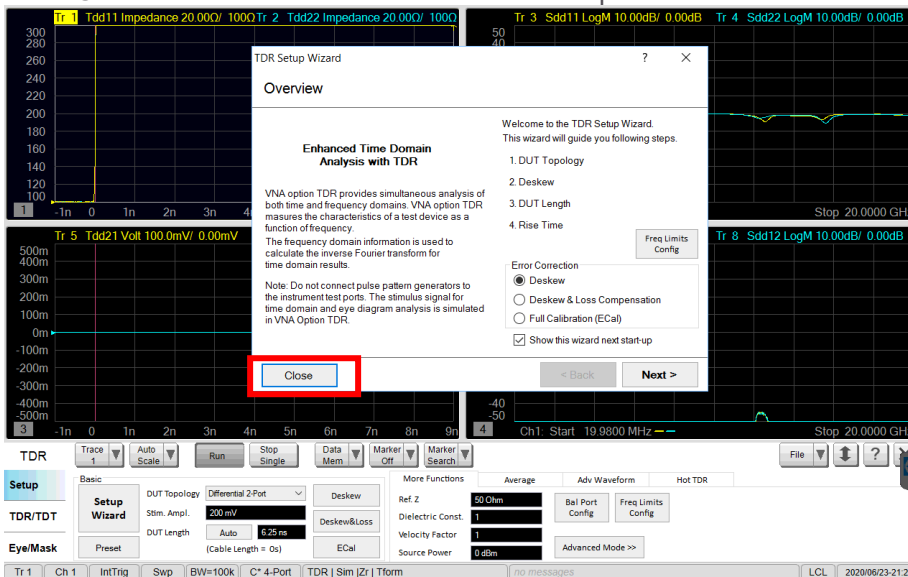 Tr 1 Tdd11 Impedance 20.00Ω/ 100Ω Tr 2 Tdd22 Impedance 20.00Ω/ 100Ω
300
280
260
240
220
200
180
160
140
120
100
1 -1n 0 1n 2n 3n
Tr 3 Sdd11 LogM 10.00dB/ 0.00dB Tr 4 Sdd22 LogM 10.00dB/ 0.00dB
50
40
Stop 20.0000 GH
TDR Setup Wizard ? ×
Overview
Enhanced Time Domain
Analysis with TDR
VNA option TDR provides simultaneous analysis of
both time and frequency domains. VNA option TDR
masures the characteristics of a test device as a
function of frequency.
The frequency domain information is used to
calculate the inverse Fourier transform for
time domain results.
Note: Do not connect pulse pattern generators to
the instrument test ports. The stimulus signal for
time domain and eye diagram analysis is simulated
in VNA Option TDR.
Welcome to the TDR Setup Wizard.
This wizard will guide you following steps.
1. DUT Topology
2. Deskew
3. DUT Length
4. Rise Time
Freq Limits
Config
Error Correction
Deskew
Deskew & Loss Compensation
Full Calibration (ECal)
Show this wizard next start-up
Close < Back Next >
Tr 5 Tdd21 Volt 100.0mV/ 0.00mV
500m
400m
300m
200m
100m
0m
-100m
-200m
-300m
-400m
-500m
3 -1n 0 1n 2n 3n 4n 5n 6n 7n 8n 9n
Tr 8 Sdd12 LogM 10.00dB/ 0.00dB
-40
-50
4 Ch1: Start 19.9800 MHz Stop 20.0000 GH
TDR Trace 1 Auto Scale Run Stop Single Data Mem Marker Off Marker Search File ?
Setup
TDR/TDT
Eye/Mask
Basic
Setup Wizard
Preset
DUT Topology Differential 2-Port
Stim. Ampl. 200 mV
DUT Length Auto 6.25 ns
(Cable Length = 0s)
Deskew
Deskew&Loss
ECal
More Functions Average Adv Waveform Hot TDR
Ref. Z 50 Ohm
Dielectric Const. 1
Velocity Factor 1
Source Power 0 dBm
Bal Port Config
Freq Limits Config
Advanced Mode >>
Tr 1 Ch 1 IntTrig Swp BW=100k C* 4-Port TDR | Sim |Zr | Tform no messages LCL 2020/06/23-21:2